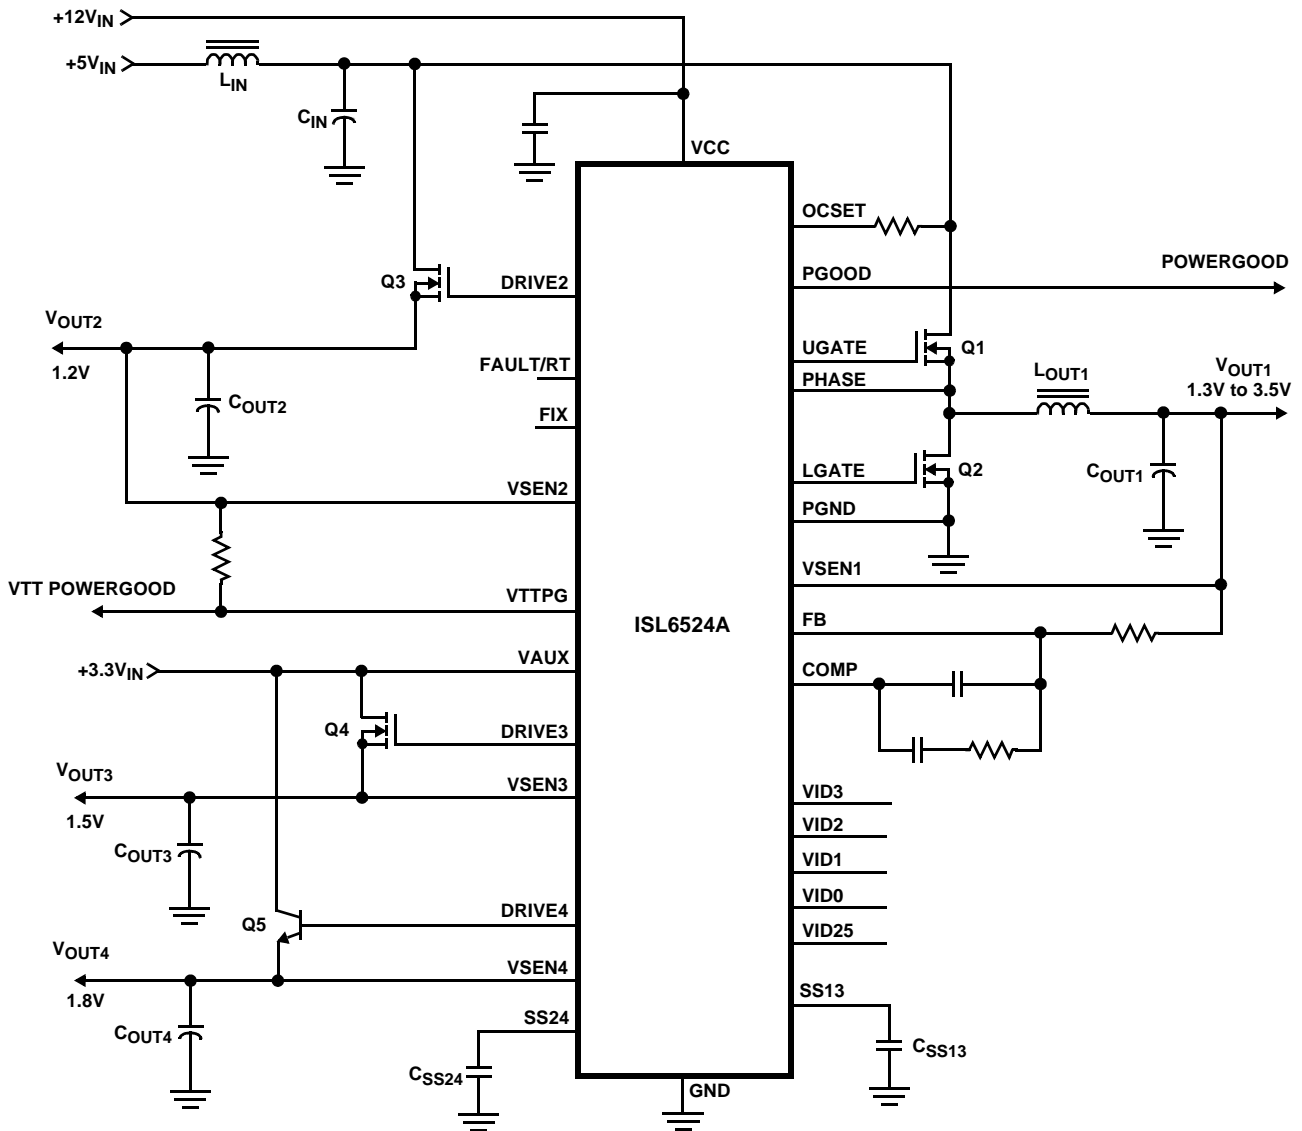 +12VIN
+5VIN
LIN
CIN
VCC
OCSET
PGOOD
POWERGOOD
Q3
DRIVE2
VOUT2
1.2V
COUT2
FAULT/RT
FIX
UGATE
Q1
PHASE
LOUT1
VOUT1
1.3V to 3.5V
LGATE
Q2
COUT1
PGND
VSEN2
VSEN1
VTT POWERGOOD
VTTPG
ISL6524A
FB
+3.3VIN
VAUX
COMP
Q4
DRIVE3
VOUT3
1.5V
VSEN3
COUT3
VID3
VID2
VID1
VID0
VID25
Q5
DRIVE4
VOUT4
1.8V
VSEN4
COUT4
SS24
CSS24
SS13
CSS13
GND